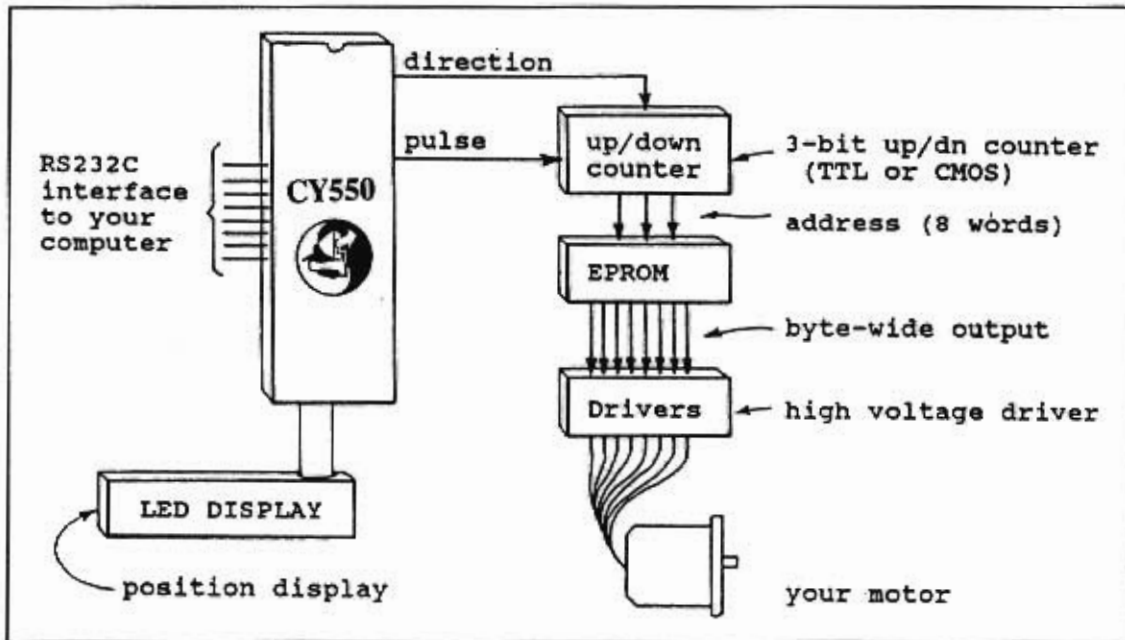 direction
pulse
RS232C
interface
to your
computer
CY550
up/down
counter
3-bit up/dn counter
(TTL or CMOS)
address (8 words)
EPROM
byte-wide output
Drivers
high voltage driver
LED DISPLAY
position display
your motor